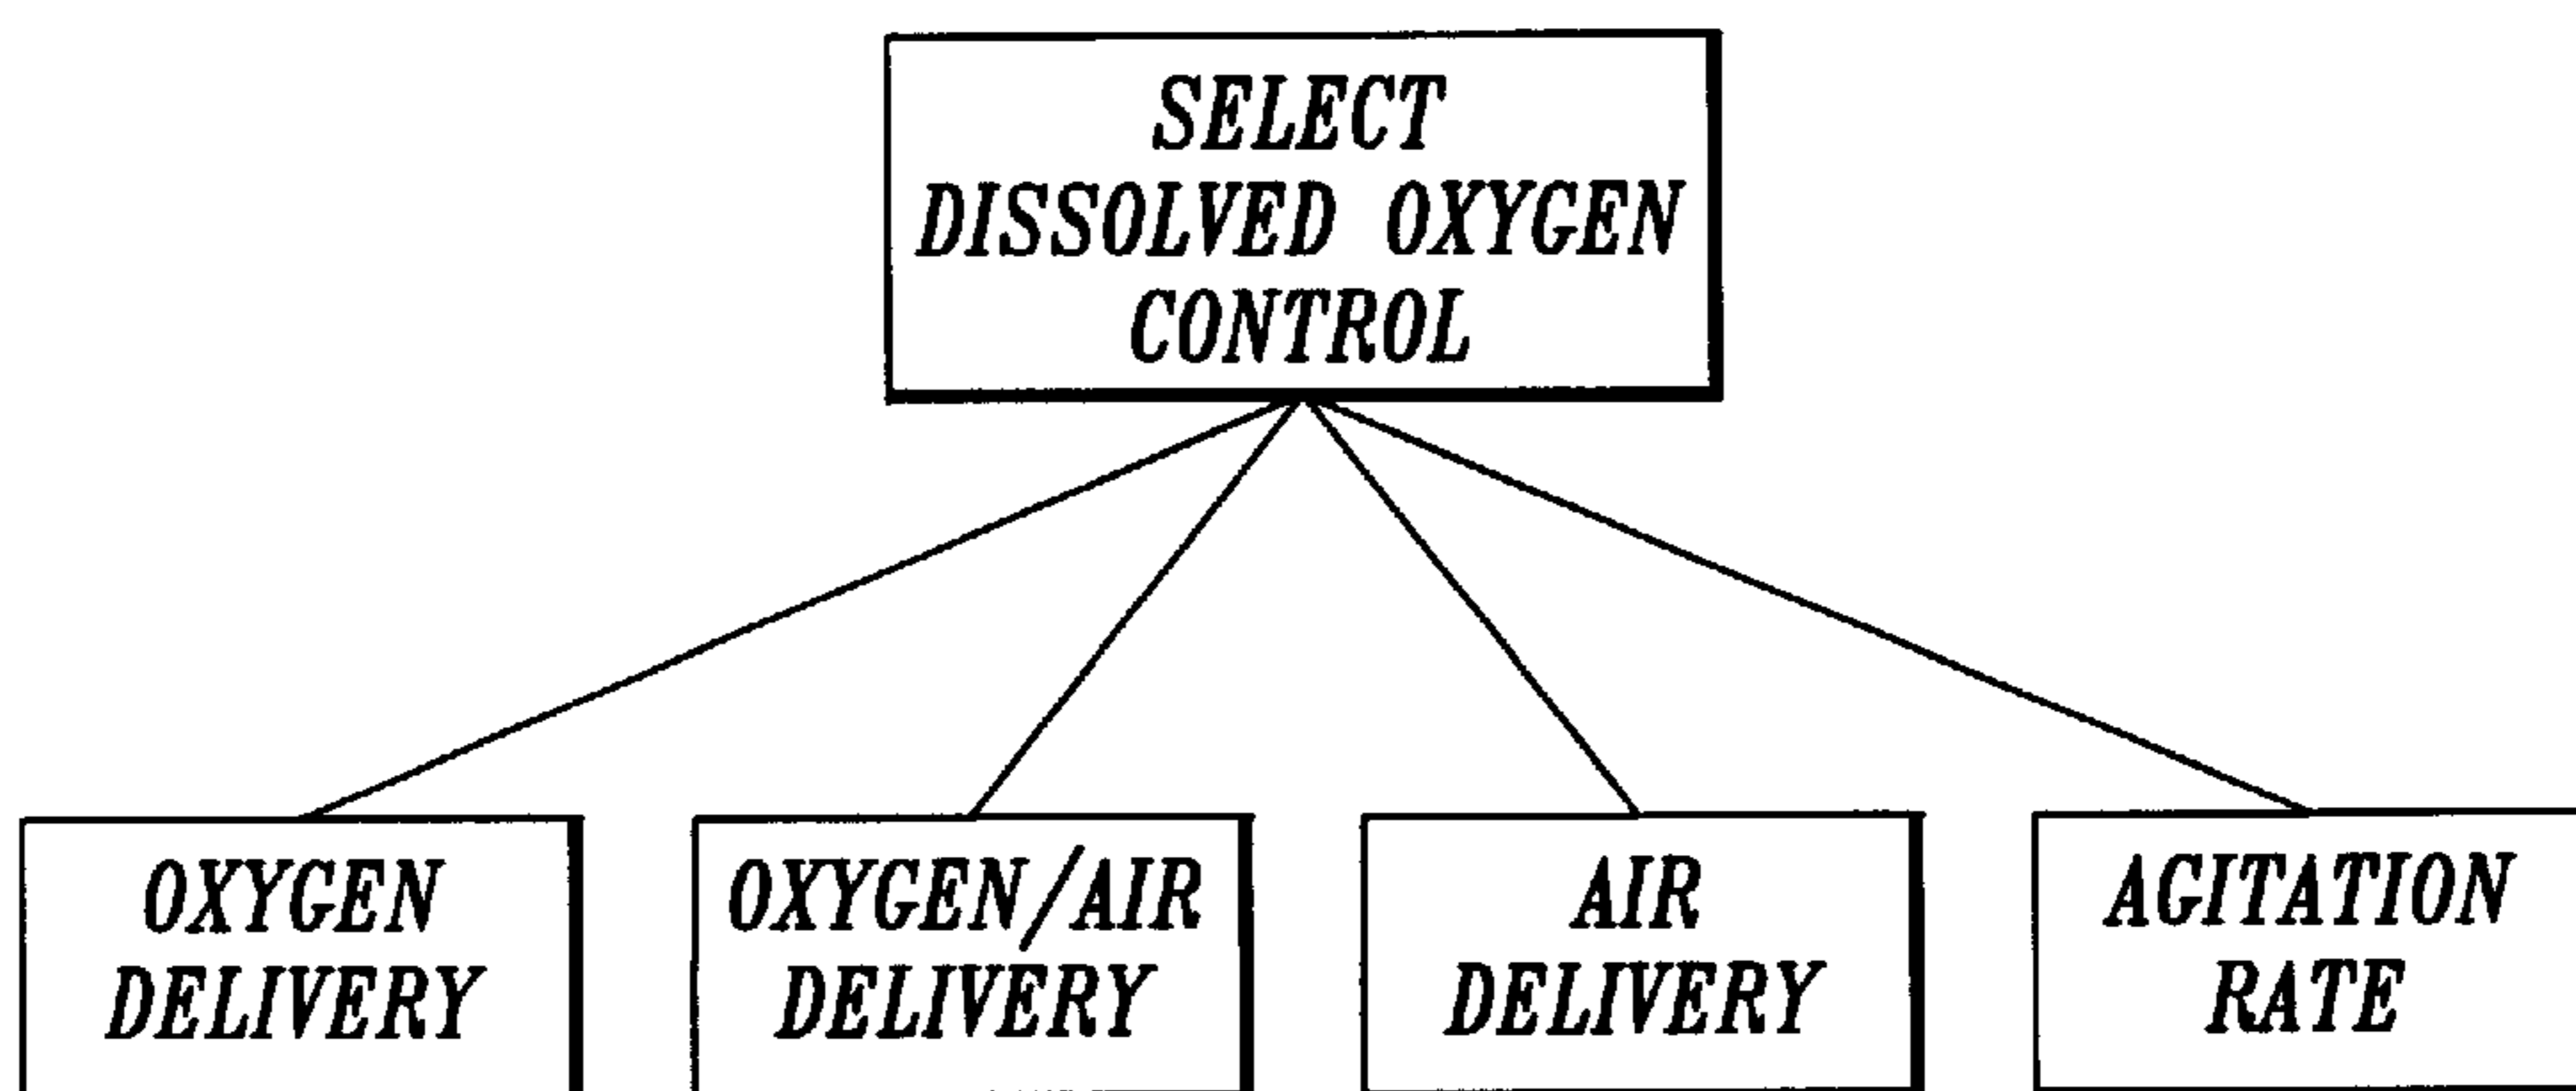 SELECT
DISSOLVED OXYGEN
CONTROL
OXYGEN
DELIVERY
OXYGEN/AIR
DELIVERY
AIR
DELIVERY
AGITATION
RATE